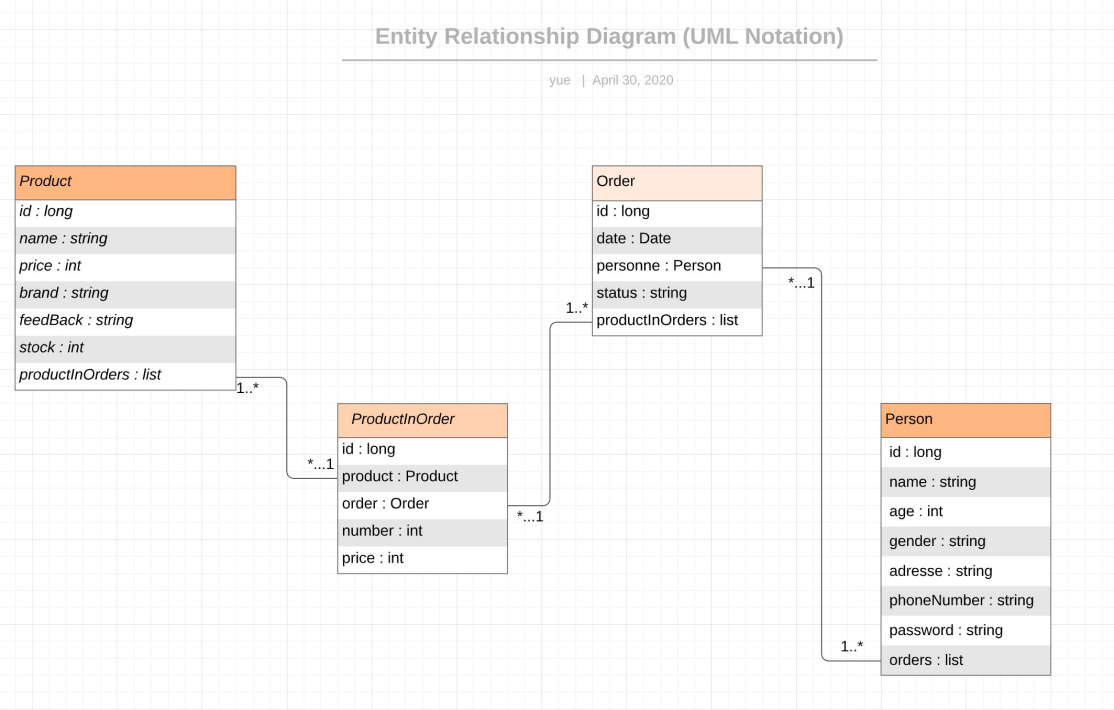 Entity Relationship Diagram (UML Notation)
yue | April 30, 2020
Product
id : long
name : string
price : int
brand : string
feedBack : string
stock : int
productInOrders : list
1..*
*...1
ProductInOrder
id : long
product : Product
order : Order
number : int
price : int
*...1
1..*
Order
id : long
date : Date
personne : Person
status : string
productInOrders : list
*...1
1..*
Person
id : long
name : string
age : int
gender : string
adresse : string
phoneNumber : string
password : string
orders : list